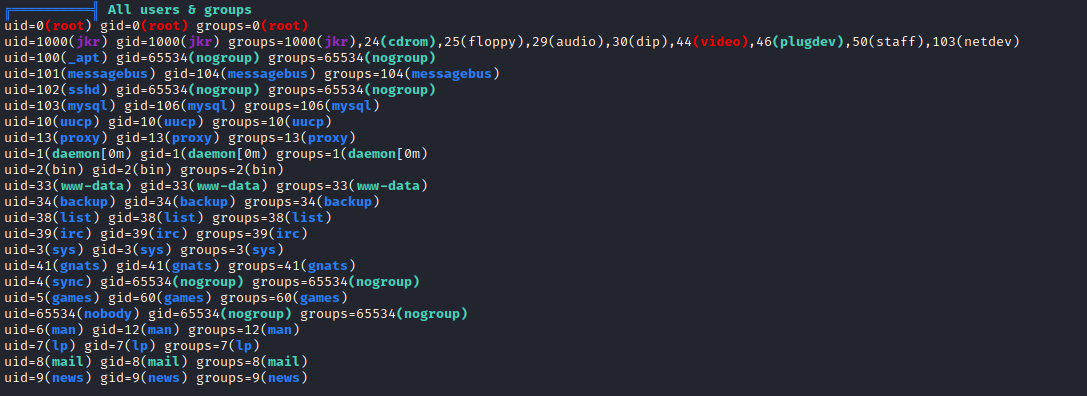 ╔══════════╣ All users & groups
uid=0(root) gid=0(root) groups=0(root)
uid=1000(jkr) gid=1000(jkr) groups=1000(jkr),24(cdrom),25(floppy),29(audio),30(dip),44(video),46(plugdev),50(staff),103(netdev)
uid=100(_apt) gid=65534(nogroup) groups=65534(nogroup)
uid=101(messagebus) gid=104(messagebus) groups=104(messagebus)
uid=102(sshd) gid=65534(nogroup) groups=65534(nogroup)
uid=103(mysql) gid=106(mysql) groups=106(mysql)
uid=10(uucp) gid=10(uucp) groups=10(uucp)
uid=13(proxy) gid=13(proxy) groups=13(proxy)
uid=1(daemon[0m) gid=1(daemon[0m) groups=1(daemon[0m)
uid=2(bin) gid=2(bin) groups=2(bin)
uid=33(www-data) gid=33(www-data) groups=33(www-data)
uid=34(backup) gid=34(backup) groups=34(backup)
uid=38(list) gid=38(list) groups=38(list)
uid=39(irc) gid=39(irc) groups=39(irc)
uid=3(sys) gid=3(sys) groups=3(sys)
uid=41(gnats) gid=41(gnats) groups=41(gnats)
uid=4(sync) gid=65534(nogroup) groups=65534(nogroup)
uid=5(games) gid=60(games) groups=60(games)
uid=65534(nobody) gid=65534(nogroup) groups=65534(nogroup)
uid=6(man) gid=12(man) groups=12(man)
uid=7(lp) gid=7(lp) groups=7(lp)
uid=8(mail) gid=8(mail) groups=8(mail)
uid=9(news) gid=9(news) groups=9(news)